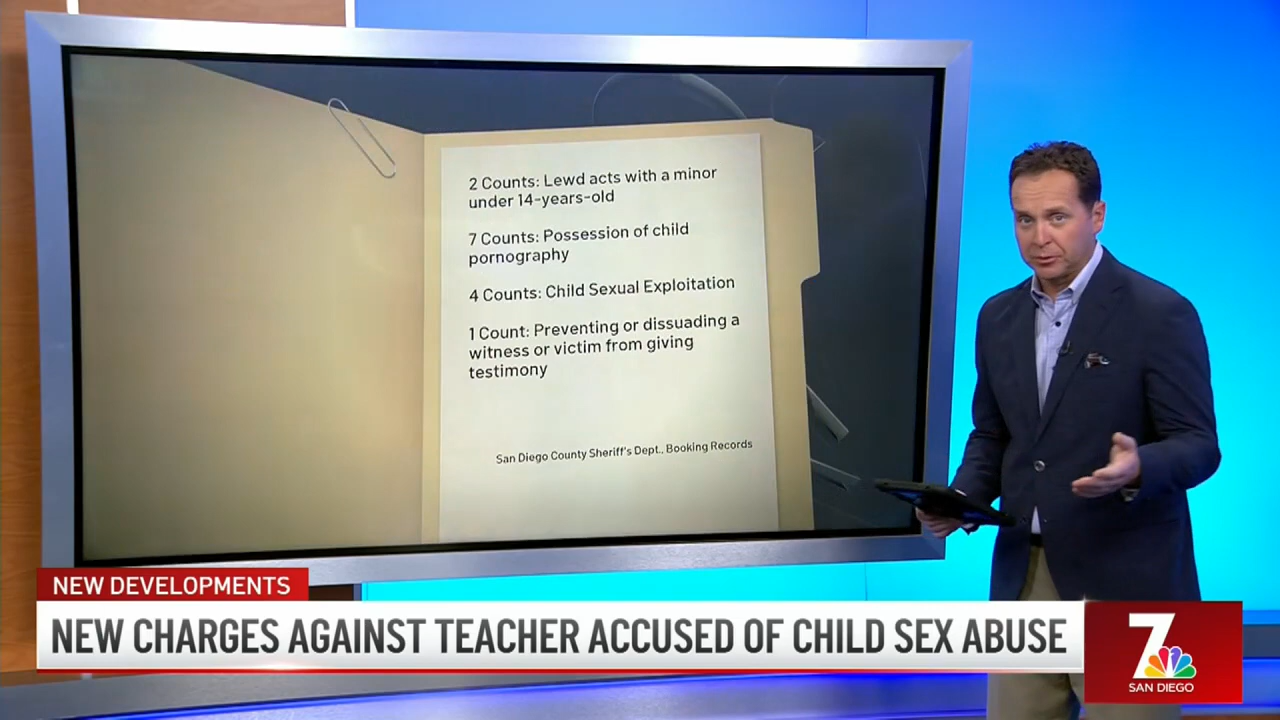 2 Counts: Lewd acts with a minor
under 14-years-old
7 Counts: Possession of child
pornography
4 Counts: Child Sexual Exploitation
1 Count: Preventing or dissuading a
witness or victim from giving
testimony
San Diego County Sheriff's Dept., Booking Records
NEW DEVELOPMENTS
NEW CHARGES AGAINST TEACHER ACCUSED OF CHILD SEX ABUSE
7
SAN DIEGO